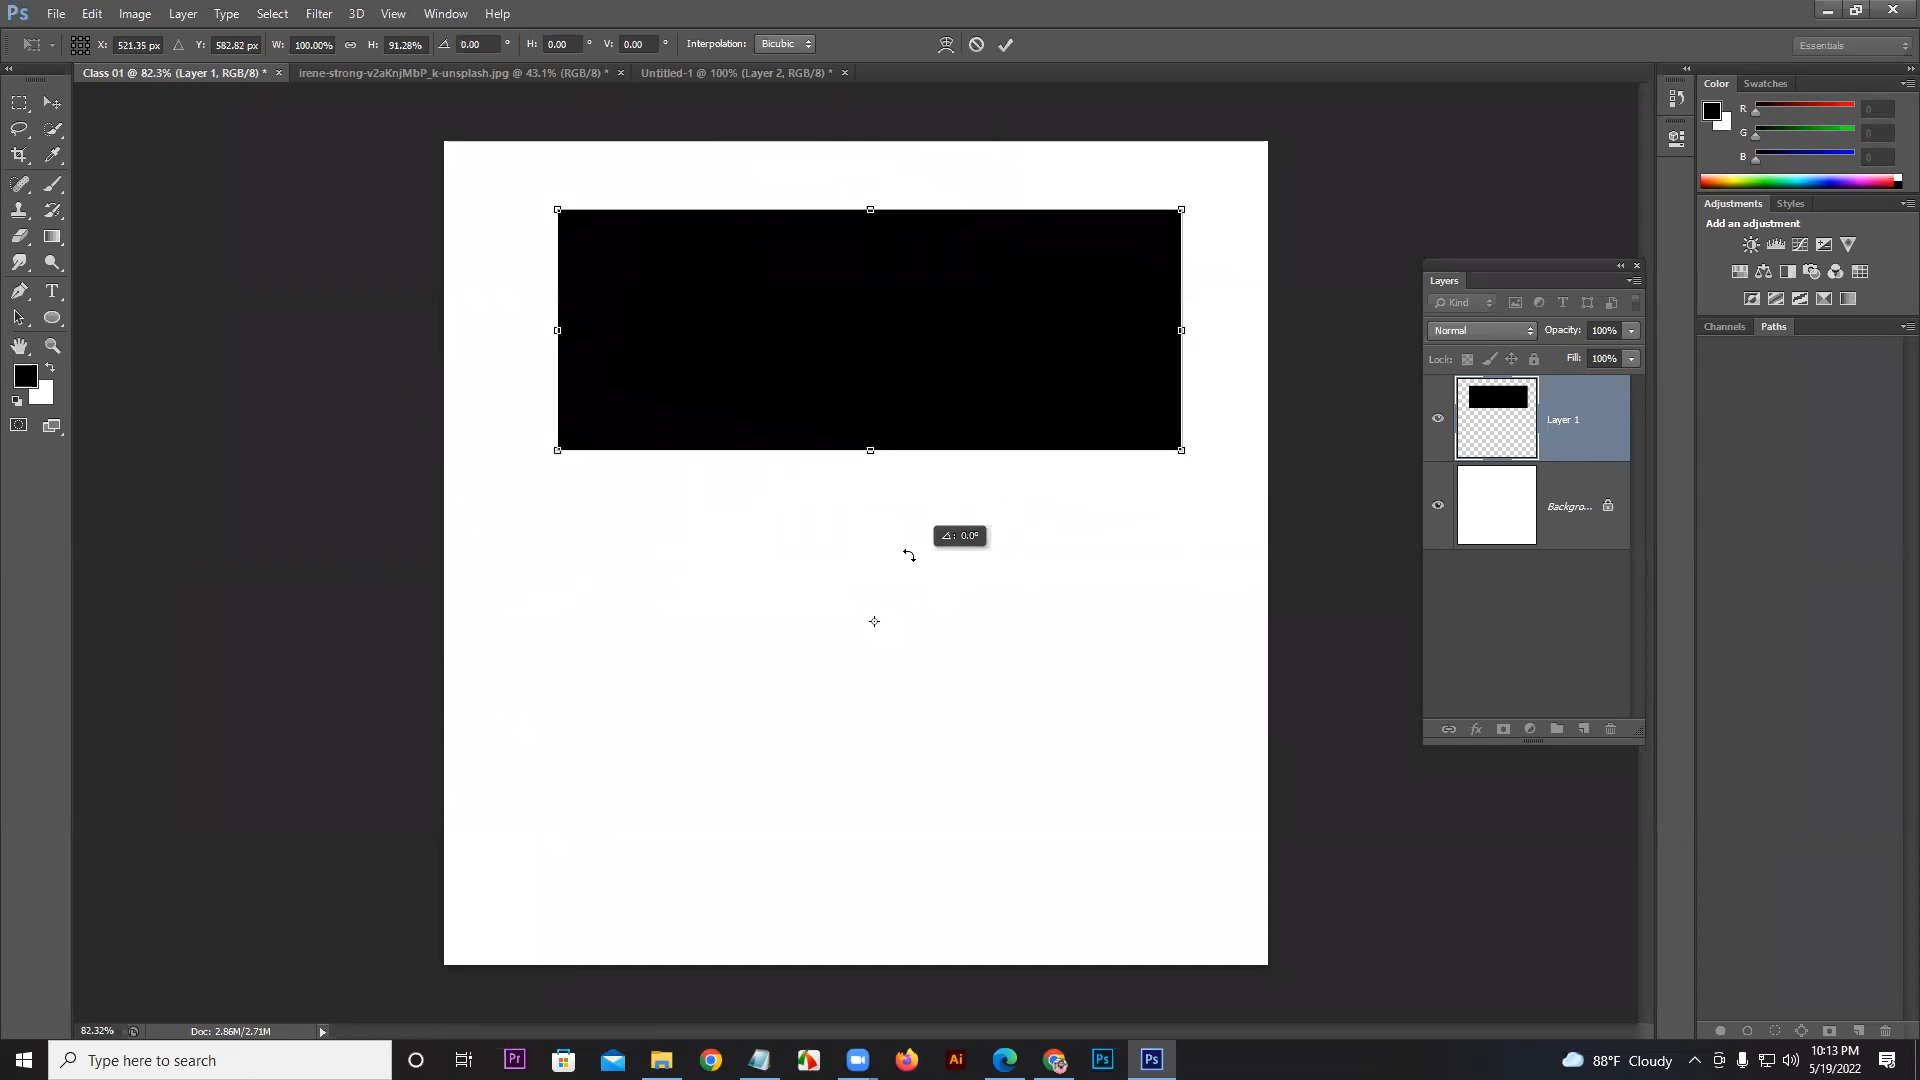 Ps File Edit Image Layer Type Select Filter 3D View Window Help
X: 521.35 px Y: 582.82 px W: 100.00% H: 91.28% 0.00 ° H: 0.00 ° V: 0.00 ° Interpolation: Bicubic Essentials
Class 01 @ 82.3% (Layer 1, RGB/8) * × irene-strong-v2aKnjMbP_k-unsplash.jpg @ 43.1% (RGB/8) * × Untitled-1 @ 100% (Layer 2, RGB/8) * ×
Color Swatches
R 0
G 0
B 0
Adjustments Styles
Add an adjustment
Channels Paths
Layers
Kind
Normal Opacity: 100%
Lock: Fill: 100%
Layer 1
Backgro...
: 0.0°
82.32% Doc: 2.86M/2.71M
Type here to search
Pr Ai Ps Ps
88°F Cloudy
10:13 PM
5/19/2022